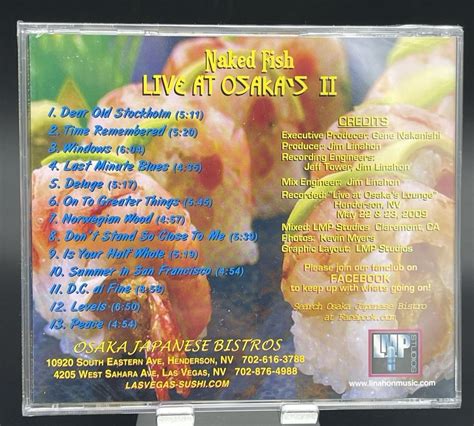 Naked Fish
LIVE AT OSAKA'S II
1. Dear Old Stockholm (5:11)
2. Time Remembered (5:20)
3. Windows
4. Last Minute Blues
5. Deluge (5:17)
6. On To Greater Things
7. Norwegian Wood
8. Don't Stand So Close To Me
9. Is Your Half Whole
10. Summer in San Francisco (4:54)
11. D.C. al Fine
12. Levels (6:50)
13. Peace (4:54)
OSAKA JAPANESE BISTROS
10920 SOUTH EASTERN AVE, HENDERSON, NV 702-616-3788
4205 WEST SAHARA AVE, LAS VEGAS, NV 702-876-4988
LASVEGAS-SUSHI.COM
CREDITS
Executive Producer: Gene Nakanishi
Producer: Jim Linahon
Recording Engineers:
Jeff Tower, Jim Linahon
Mix Engineer: Jim Linahon
Recorded: "Live at Osaka's Lounge"
Henderson, NV
May 22 & 23, 2009
Mixed: LMP Studios Claremont, CA
Photos: Kevin Myers
Graphic Layout: LMP Studios
Please join our fanclub on
FACEBOOK
to keep up with whats going on!
Search Osaka Japanese Bistro
at Facebook.com
LMP
STUDIOS
www.linahonmusic.com